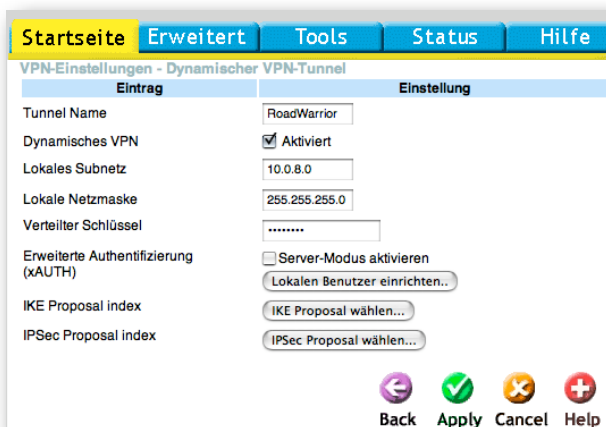 Startseite Erweitert Tools Status Hilfe
VPN-Einstellungen - Dynamischer VPN-Tunnel
Eintrag Einstellung
Tunnel Name RoadWarrior
Dynamisches VPN Aktiviert
Lokales Subnetz 10.0.8.0
Lokale Netzmaske 255.255.255.0
Verteilter Schlüssel ••••••••
Erweiterte Authentifizierung Server-Modus aktivieren
(xAUTH) Lokalen Benutzer einrichten..
IKE Proposal index IKE Proposal wählen...
IPSec Proposal index IPSec Proposal wählen...
Back Apply Cancel Help